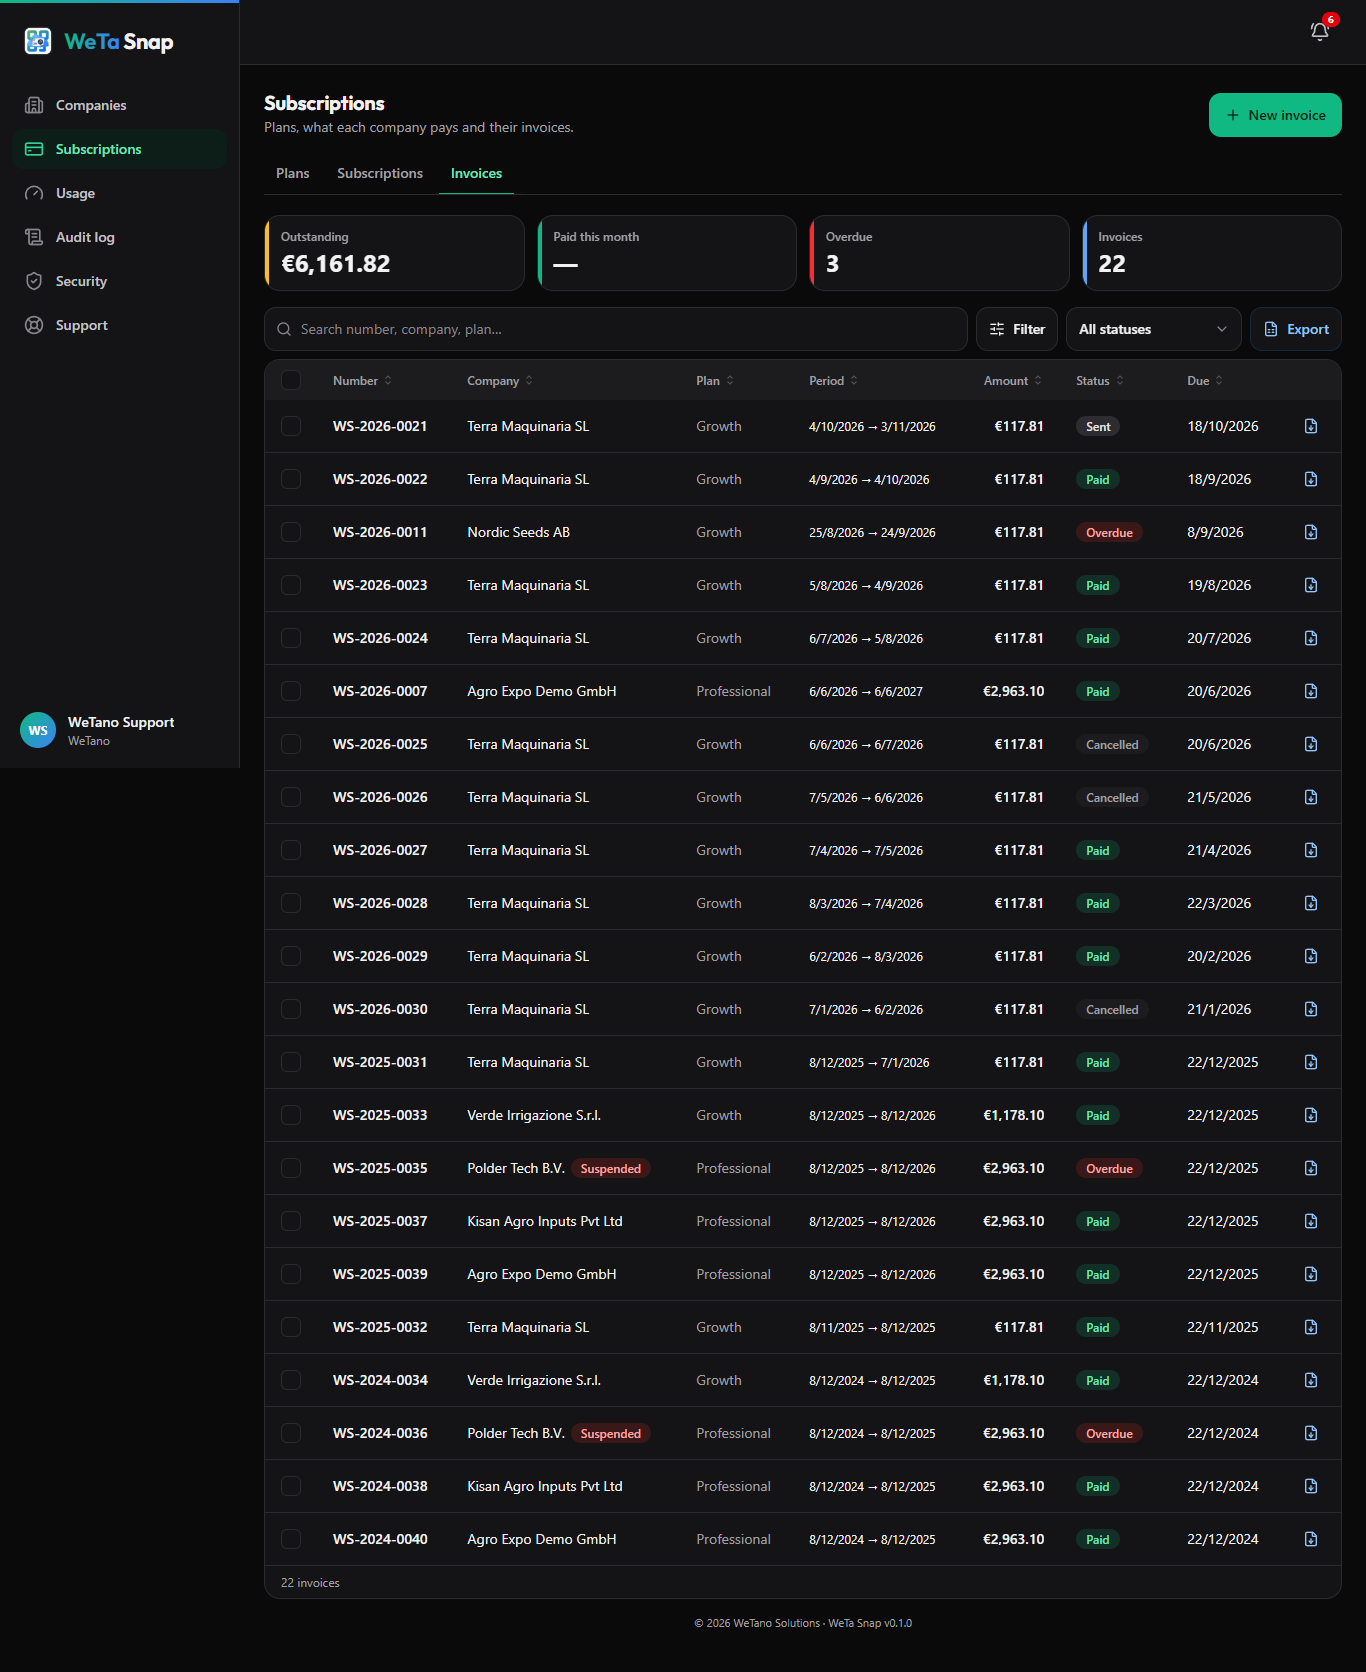 WeTa Snap
6
Companies
Subscriptions
Usage
Audit log
Security
Support
WS
WeTano Support
WeTano
Subscriptions
Plans, what each company pays and their invoices.
+ New invoice
Plans Subscriptions Invoices
Outstanding
€6,161.82
Paid this month
—
Overdue
3
Invoices
22
Search number, company, plan...
Filter
All statuses
Export
Number Company Plan Period Amount Status Due
WS-2026-0021 Terra Maquinaria SL Growth 4/10/2026 → 3/11/2026 €117.81 Sent 18/10/2026
WS-2026-0022 Terra Maquinaria SL Growth 4/9/2026 → 4/10/2026 €117.81 Paid 18/9/2026
WS-2026-0011 Nordic Seeds AB Growth 25/8/2026 → 24/9/2026 €117.81 Overdue 8/9/2026
WS-2026-0023 Terra Maquinaria SL Growth 5/8/2026 → 4/9/2026 €117.81 Paid 19/8/2026
WS-2026-0024 Terra Maquinaria SL Growth 6/7/2026 → 5/8/2026 €117.81 Paid 20/7/2026
WS-2026-0007 Agro Expo Demo GmbH Professional 6/6/2026 → 6/6/2027 €2,963.10 Paid 20/6/2026
WS-2026-0025 Terra Maquinaria SL Growth 6/6/2026 → 6/7/2026 €117.81 Cancelled 20/6/2026
WS-2026-0026 Terra Maquinaria SL Growth 7/5/2026 → 6/6/2026 €117.81 Cancelled 21/5/2026
WS-2026-0027 Terra Maquinaria SL Growth 7/4/2026 → 7/5/2026 €117.81 Paid 21/4/2026
WS-2026-0028 Terra Maquinaria SL Growth 8/3/2026 → 7/4/2026 €117.81 Paid 22/3/2026
WS-2026-0029 Terra Maquinaria SL Growth 6/2/2026 → 8/3/2026 €117.81 Paid 20/2/2026
WS-2026-0030 Terra Maquinaria SL Growth 7/1/2026 → 6/2/2026 €117.81 Cancelled 21/1/2026
WS-2025-0031 Terra Maquinaria SL Growth 8/12/2025 → 7/1/2026 €117.81 Paid 22/12/2025
WS-2025-0033 Verde Irrigazione S.r.l. Growth 8/12/2025 → 8/12/2026 €1,178.10 Paid 22/12/2025
WS-2025-0035 Polder Tech B.V. Suspended Professional 8/12/2025 → 8/12/2026 €2,963.10 Overdue 22/12/2025
WS-2025-0037 Kisan Agro Inputs Pvt Ltd Professional 8/12/2025 → 8/12/2026 €2,963.10 Paid 22/12/2025
WS-2025-0039 Agro Expo Demo GmbH Professional 8/12/2025 → 8/12/2026 €2,963.10 Paid 22/12/2025
WS-2025-0032 Terra Maquinaria SL Growth 8/11/2025 → 8/12/2025 €117.81 Paid 22/11/2025
WS-2024-0034 Verde Irrigazione S.r.l. Growth 8/12/2024 → 8/12/2025 €1,178.10 Paid 22/12/2024
WS-2024-0036 Polder Tech B.V. Suspended Professional 8/12/2024 → 8/12/2025 €2,963.10 Overdue 22/12/2024
WS-2024-0038 Kisan Agro Inputs Pvt Ltd Professional 8/12/2024 → 8/12/2025 €2,963.10 Paid 22/12/2024
WS-2024-0040 Agro Expo Demo GmbH Professional 8/12/2024 → 8/12/2025 €2,963.10 Paid 22/12/2024
22 invoices
© 2026 WeTano Solutions · WeTa Snap v0.1.0